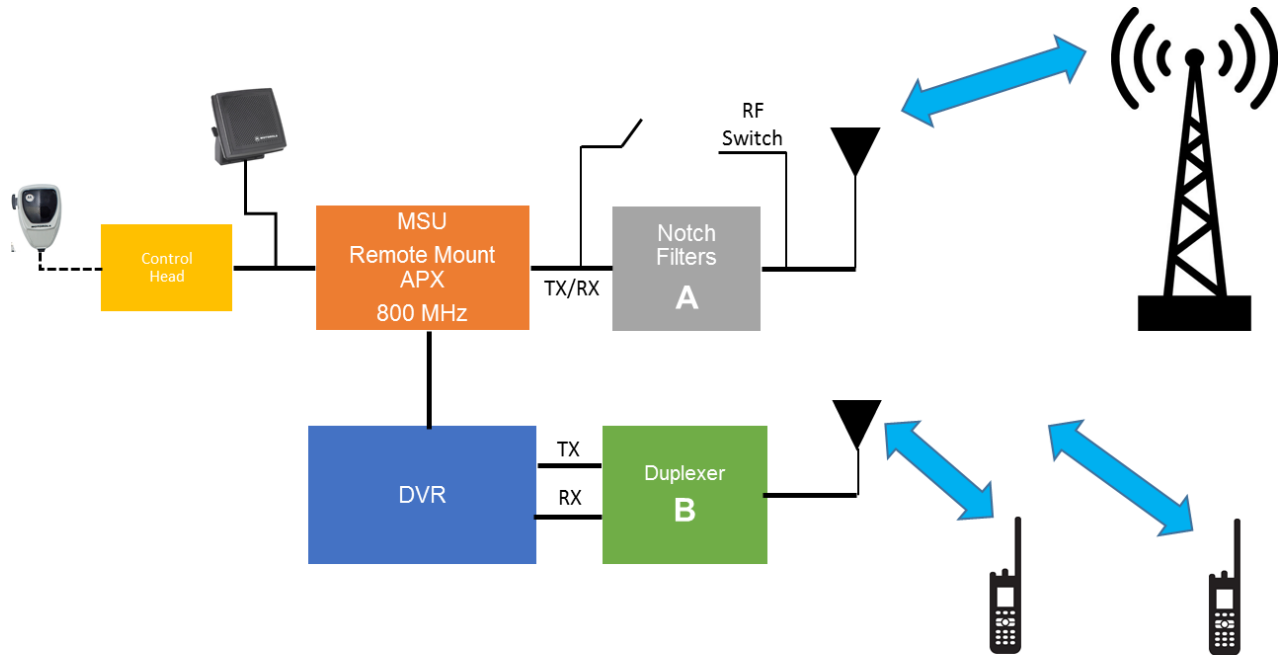 RF
Switch
MSU
Remote Mount
APX
800 MHz
Notch
Filters
A
Control
Head
TX/RX
DVR
TX
RX
Duplexer
B